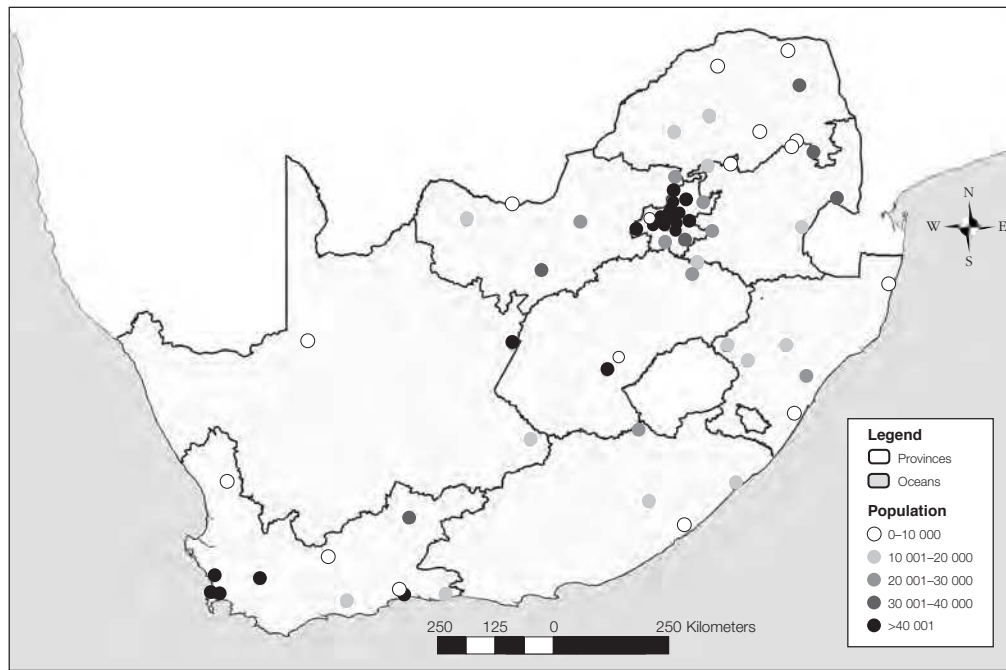 N
W E
S
Legend
Provinces
Oceans
Population
0–10 000
10 001–20 000
20 001–30 000
30 001–40 000
>40 001
250 125 0 250 Kilometers